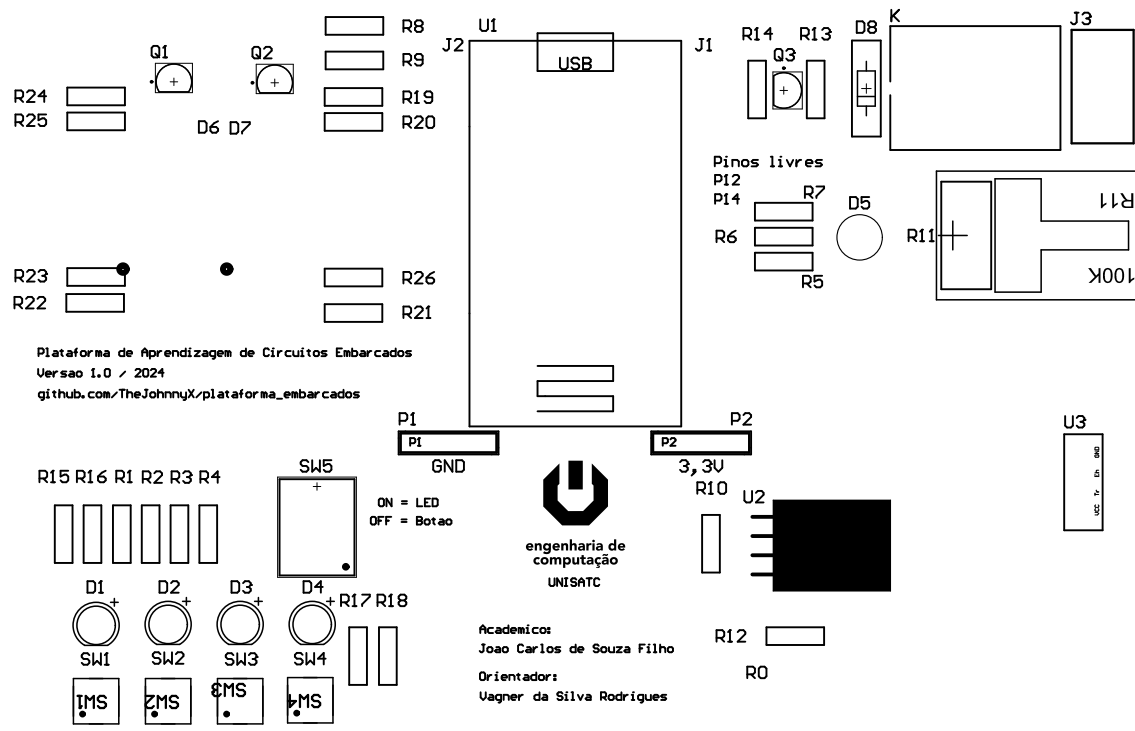 R8
U1
J2
J1
USB
R14
R13
Q3
D8
K
J3
Q1
Q2
R9
R24
R19
R25
R20
D6 D7
Pinos livres
P12
P14
R7
R6
R5
D5
R11
R11
100K
R23
R26
R22
R21
Plataforma de Aprendizagem de Circuitos Embarcados
Versao 1.0 / 2024
github.com/TheJohnnyX/plataforma_embarcados
P1
P1
GND
P2
P2
3,3V
R10
U2
U3
GND
Eh
Tr
VCC
R15 R16 R1 R2 R3 R4
SW5
ON = LED
OFF = Botao
engenharia de
computação
UNISATC
D1
D2
D3
D4
+
+
+
+
R17 R18
SW1
SW2
SW3
SW4
SW1
SW2
SW3
SW4
R12
R0
Academico:
Joao Carlos de Souza Filho
Orientador:
Vagner da Silva Rodrigues